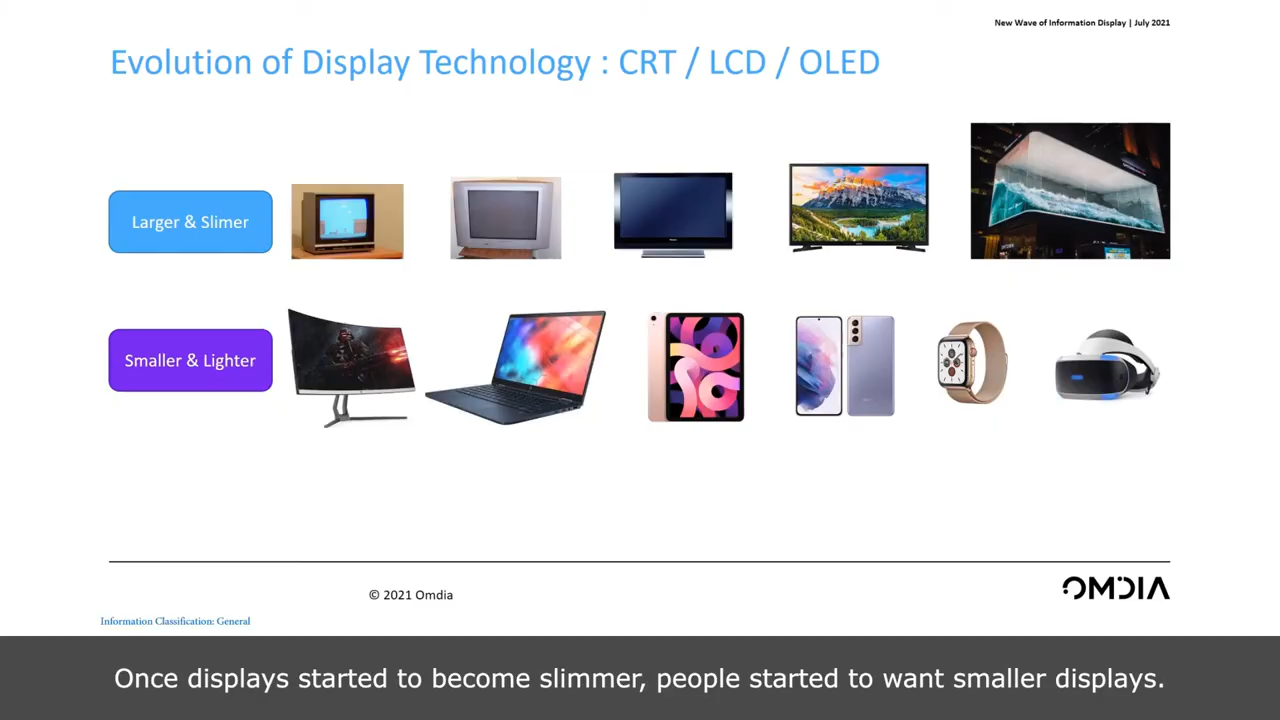 New Wave of Information Display | July 2021
Evolution of Display Technology : CRT / LCD / OLED
Larger & Slimer
Smaller & Lighter
© 2021 Omdia
OMDIA
Information Classification: General
Once displays started to become slimmer, people started to want smaller displays.